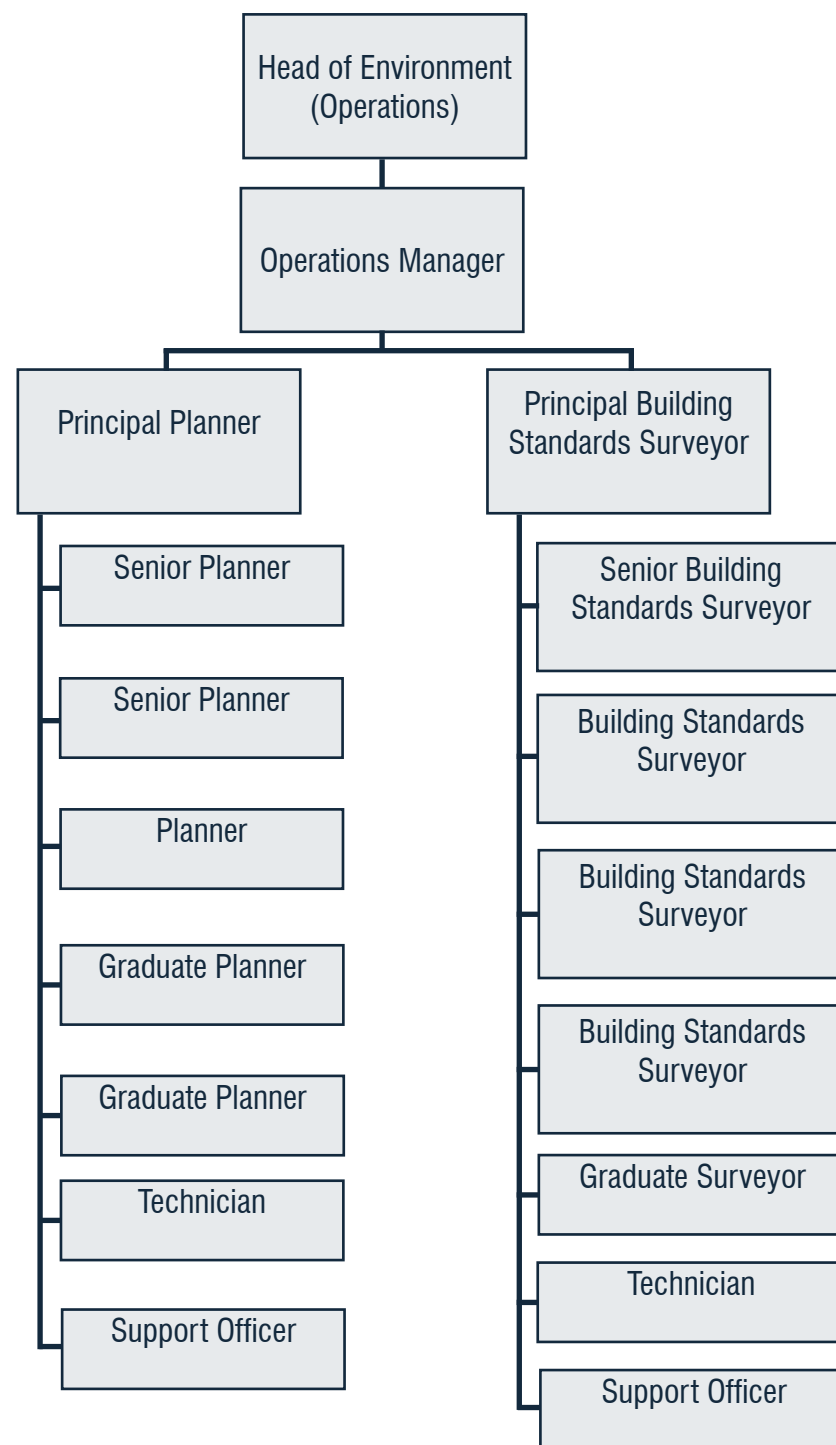 Head of Environment
(Operations)
Operations Manager
Principal Planner
Senior Planner
Senior Planner
Planner
Graduate Planner
Graduate Planner
Technician
Support Officer
Principal Building
Standards Surveyor
Senior Building
Standards Surveyor
Building Standards
Surveyor
Building Standards
Surveyor
Building Standards
Surveyor
Graduate Surveyor
Technician
Support Officer